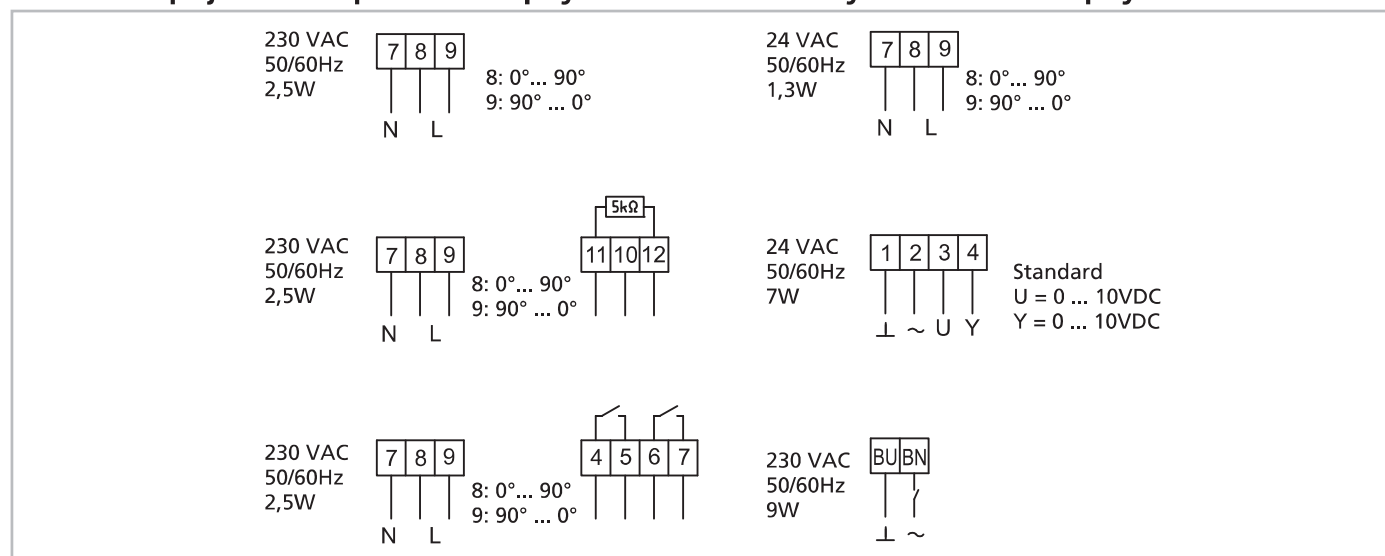 230 VAC
50/60Hz
2,5W
7 8 9
8: 0°... 90°
9: 90° ... 0°
N L
24 VAC
50/60Hz
1,3W
7 8 9
8: 0°... 90°
9: 90° ... 0°
N L
230 VAC
50/60Hz
2,5W
7 8 9
8: 0°... 90°
9: 90° ... 0°
N L
5kΩ
11 10 12
24 VAC
50/60Hz
7W
1 2 3 4
⊥ ~ U Y
Standard
U = 0 ... 10VDC
Y = 0 ... 10VDC
230 VAC
50/60Hz
2,5W
7 8 9
8: 0°... 90°
9: 90° ... 0°
N L
4 5 6 7
230 VAC
50/60Hz
9W
BU BN
⊥ ~